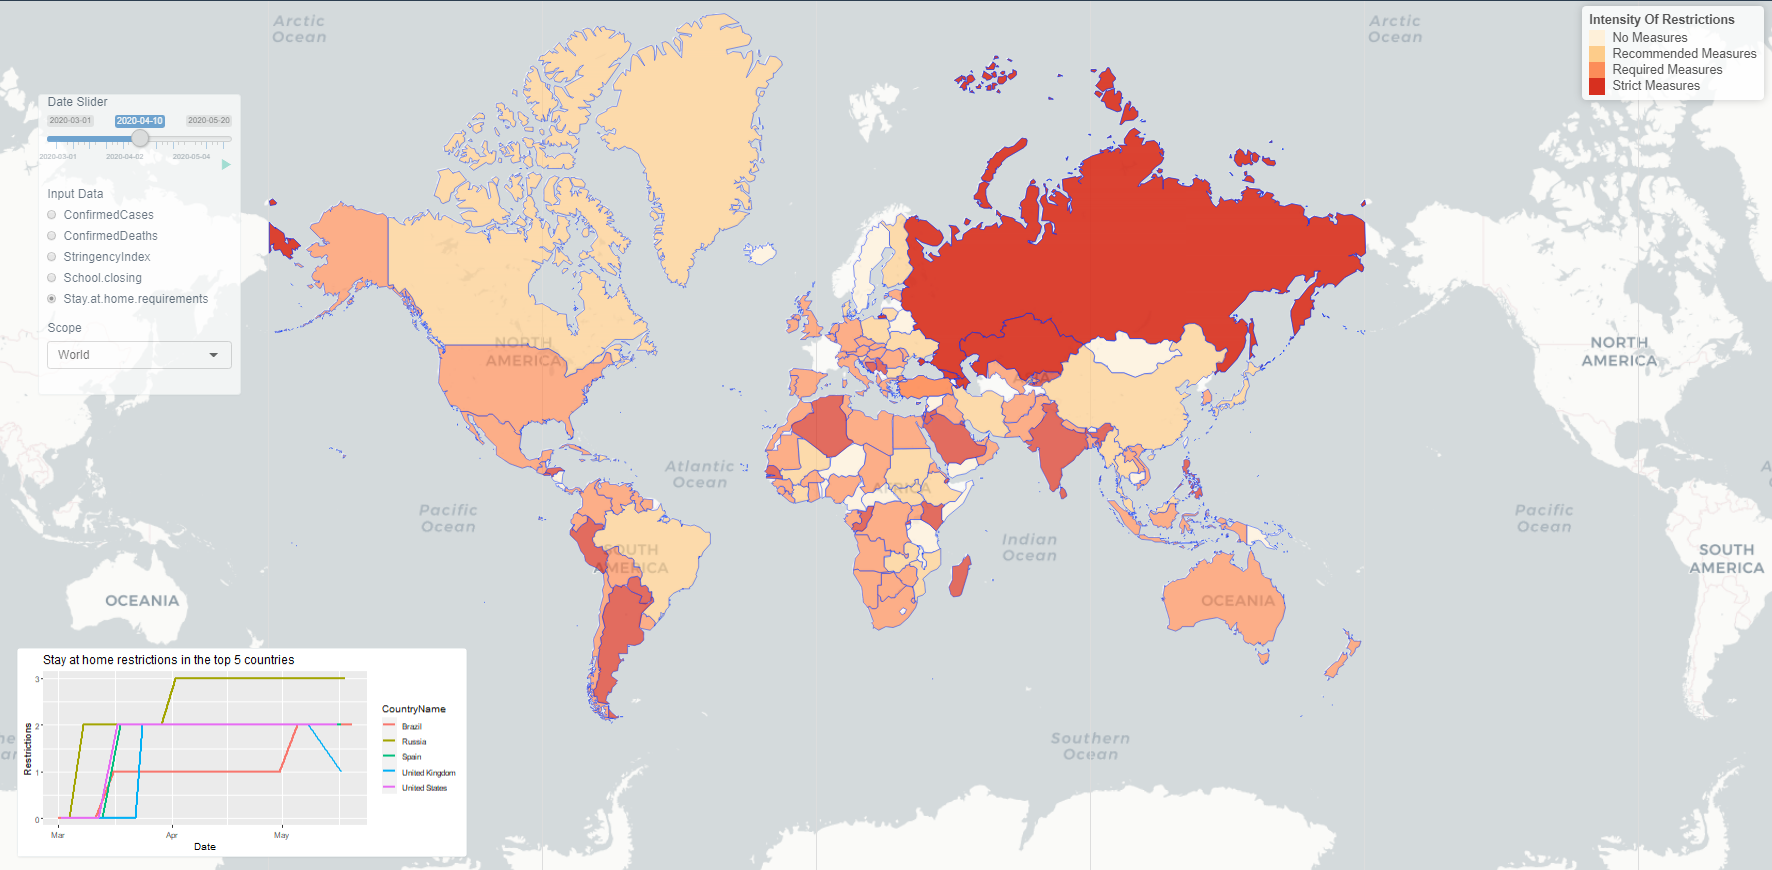 Arctic
Ocean
Arctic
Ocean
Intensity Of Restrictions
No Measures
Recommended Measures
Required Measures
Strict Measures
Date Slider
2020-03-01
2020-04-10
2020-05-20
2020-03-01
2020-04-02
2020-05-04
Input Data
ConfirmedCases
ConfirmedDeaths
StringencyIndex
School.closing
Stay.at.home.requirements
Scope
World
NORTH
AMERICA
NORTH
AMERICA
ASIA
Atlantic
Ocean
AFRICA
Pacific
Ocean
Pacific
Ocean
Indian
Ocean
SOUTH
AMERICA
SOUTH
AMERICA
OCEANIA
OCEANIA
Southern
Ocean
Stay at home restrictions in the top 5 countries
3
2
1
0
Restrictions
Mar
Apr
May
Date
CountryName
Brazil
Russia
Spain
United Kingdom
United States